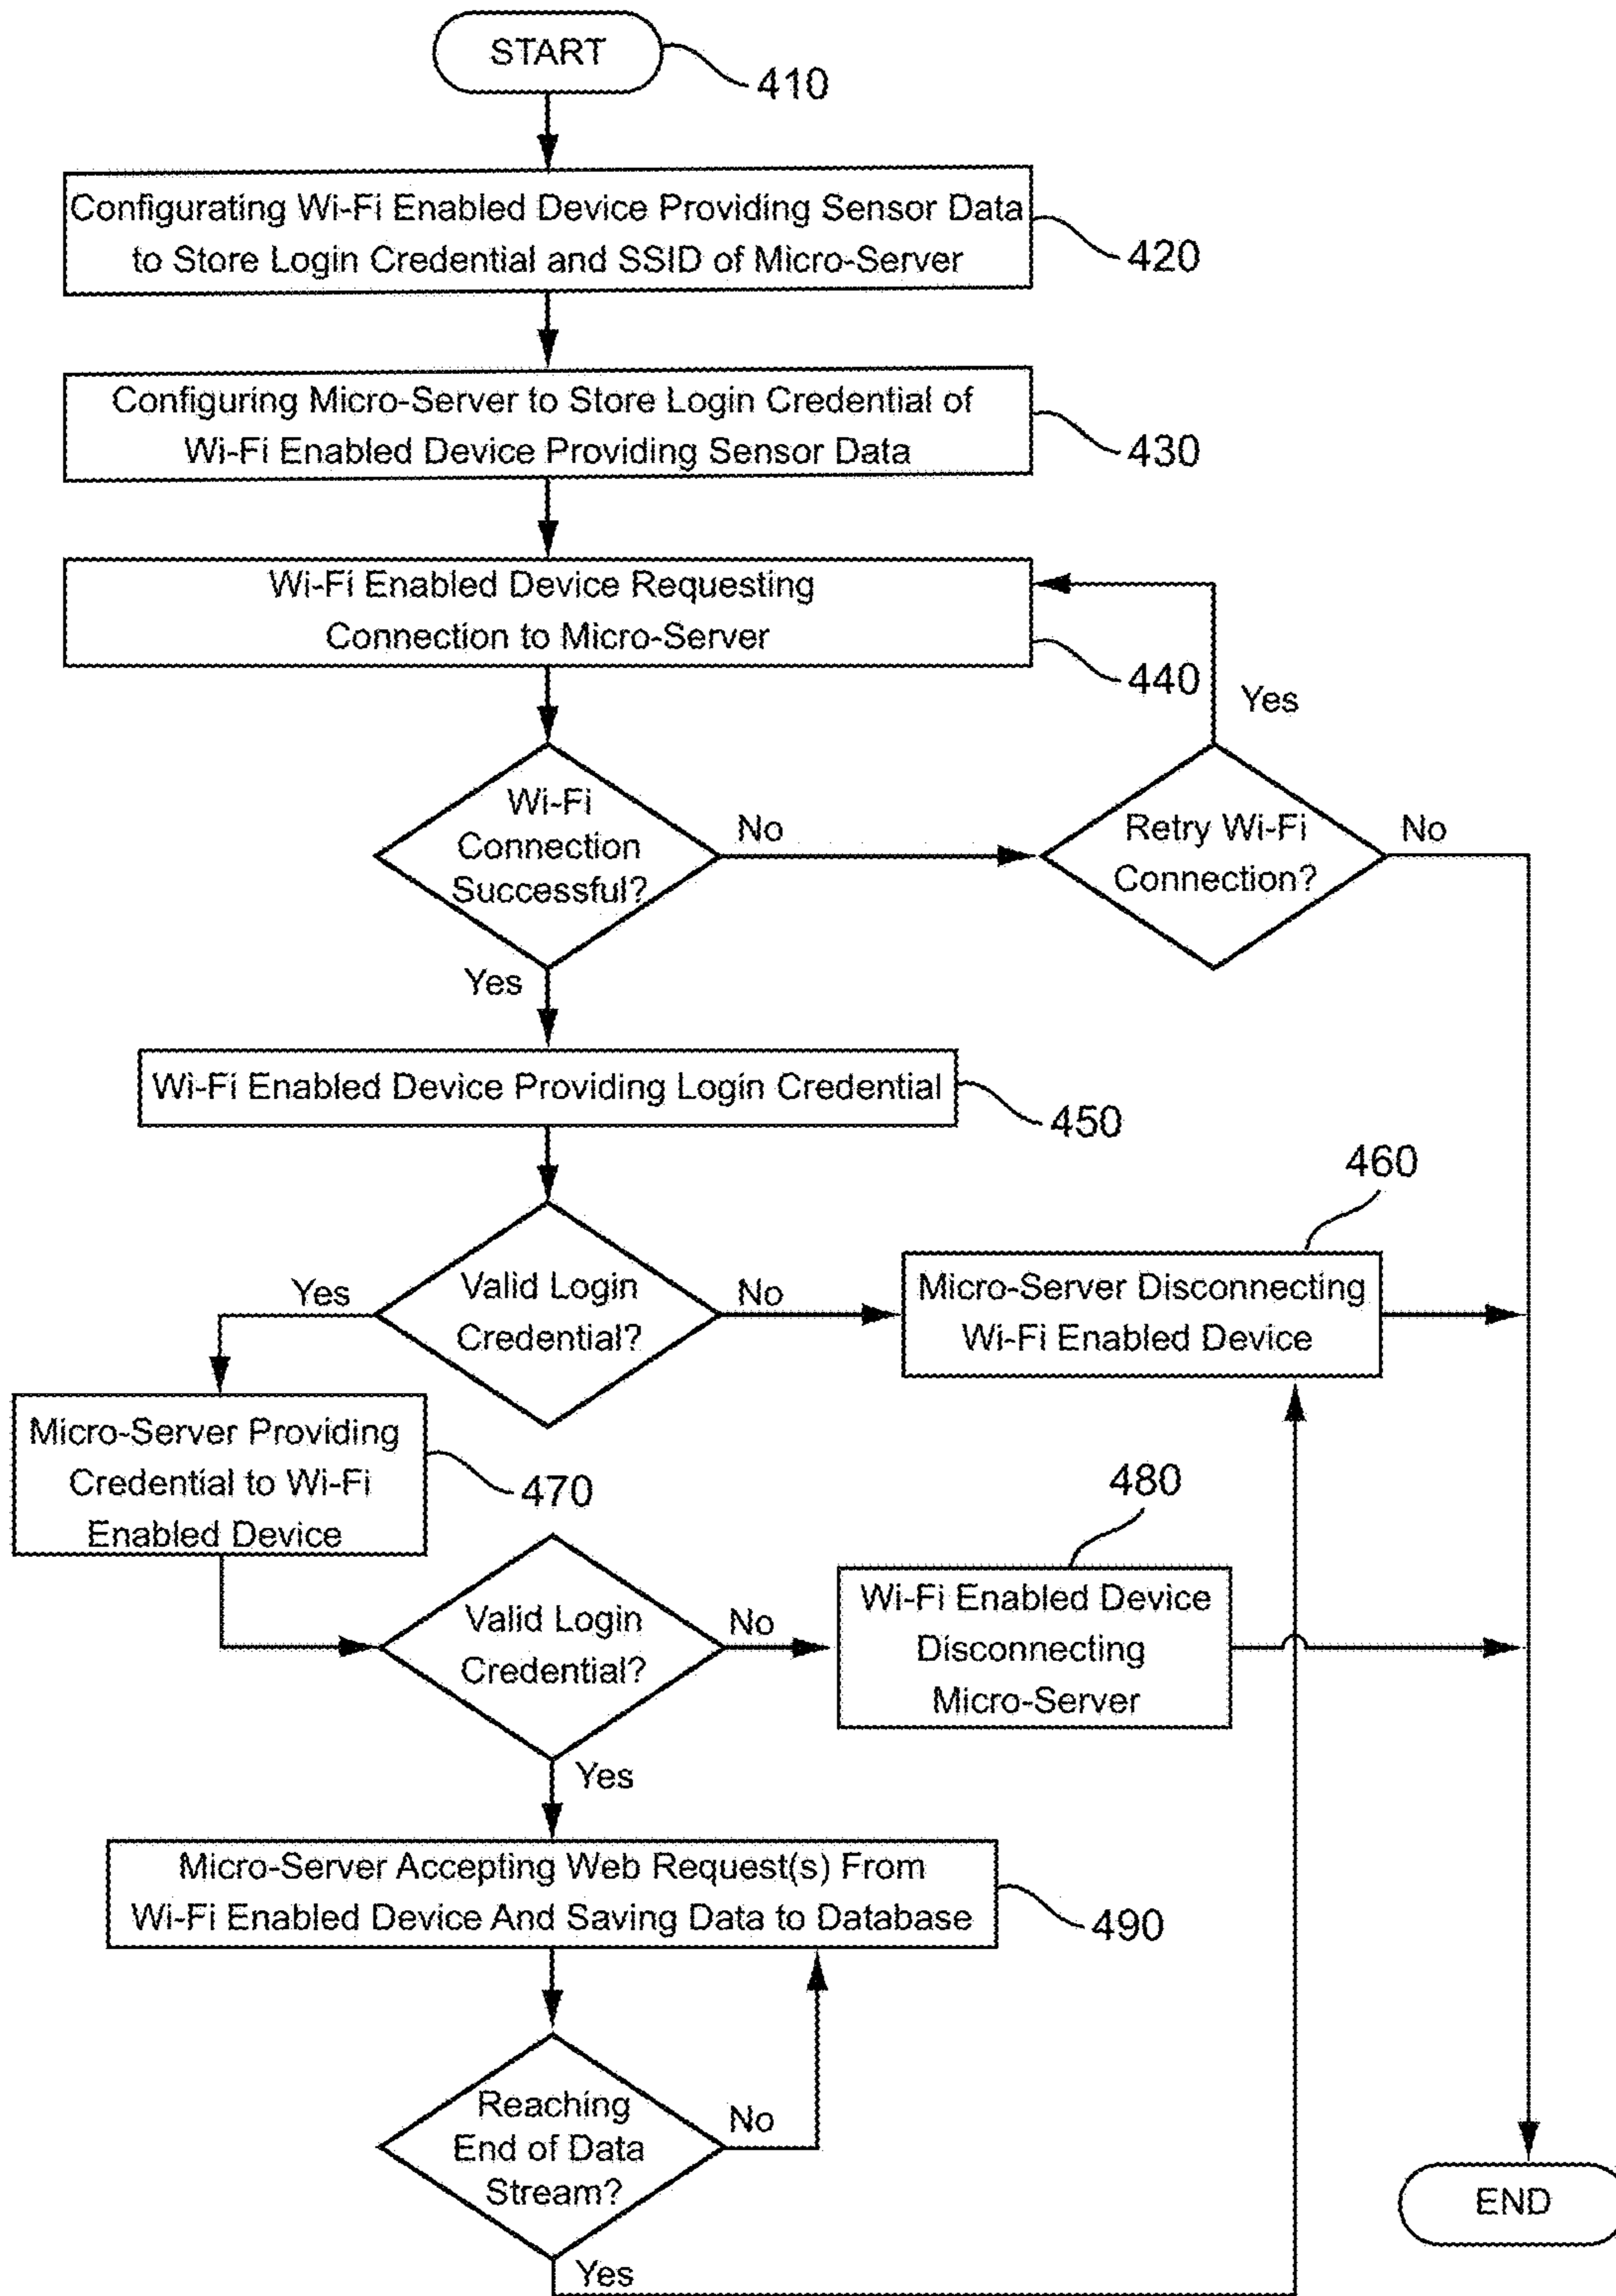 START
410
Configurating Wi-Fi Enabled Device Providing Sensor Data
to Store Login Credential and SSID of Micro-Server
420
Configuring Micro-Server to Store Login Credential of
Wi-Fi Enabled Device Providing Sensor Data
430
Wi-Fi Enabled Device Requesting
Connection to Micro-Server
440
Yes
Wi-Fi
Connection
Successful?
No
Retry Wi-Fi
Connection?
No
Yes
Wi-Fi Enabled Device Providing Login Credential
450
460
Yes
Valid Login
Credential?
No
Micro-Server Disconnecting
Wi-Fi Enabled Device
Micro-Server Providing
Credential to Wi-Fi
Enabled Device
470
480
Valid Login
Credential?
No
Wi-Fi Enabled Device
Disconnecting
Micro-Server
Yes
Micro-Server Accepting Web Request(s) From
Wi-Fi Enabled Device And Saving Data to Database
490
Reaching
End of Data
Stream?
No
Yes
END